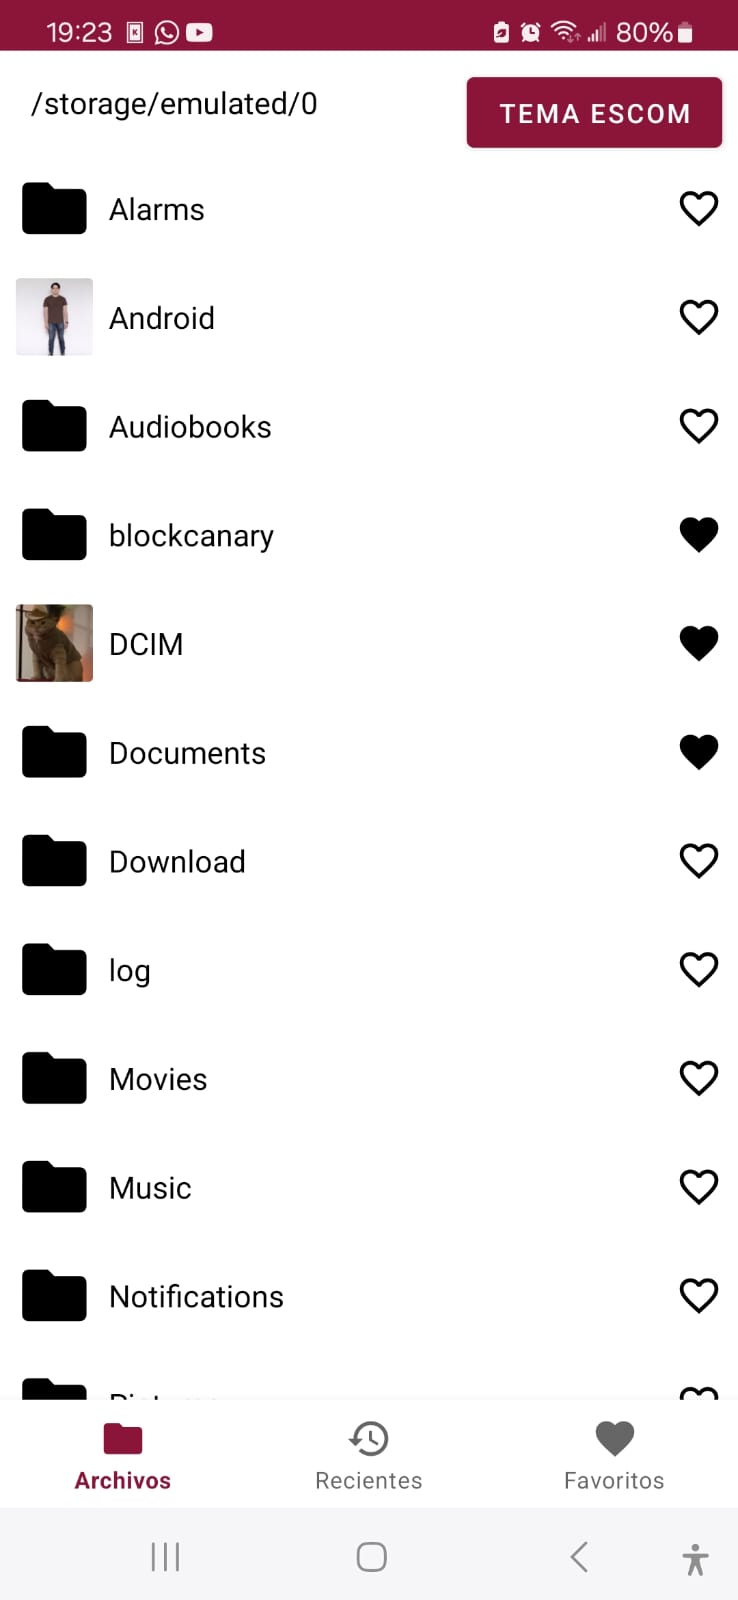 19:23
80%
/storage/emulated/0
TEMA ESCOM
Alarms
Android
Audiobooks
blockcanary
DCIM
Documents
Download
log
Movies
Music
Notifications
Archivos
Recientes
Favoritos